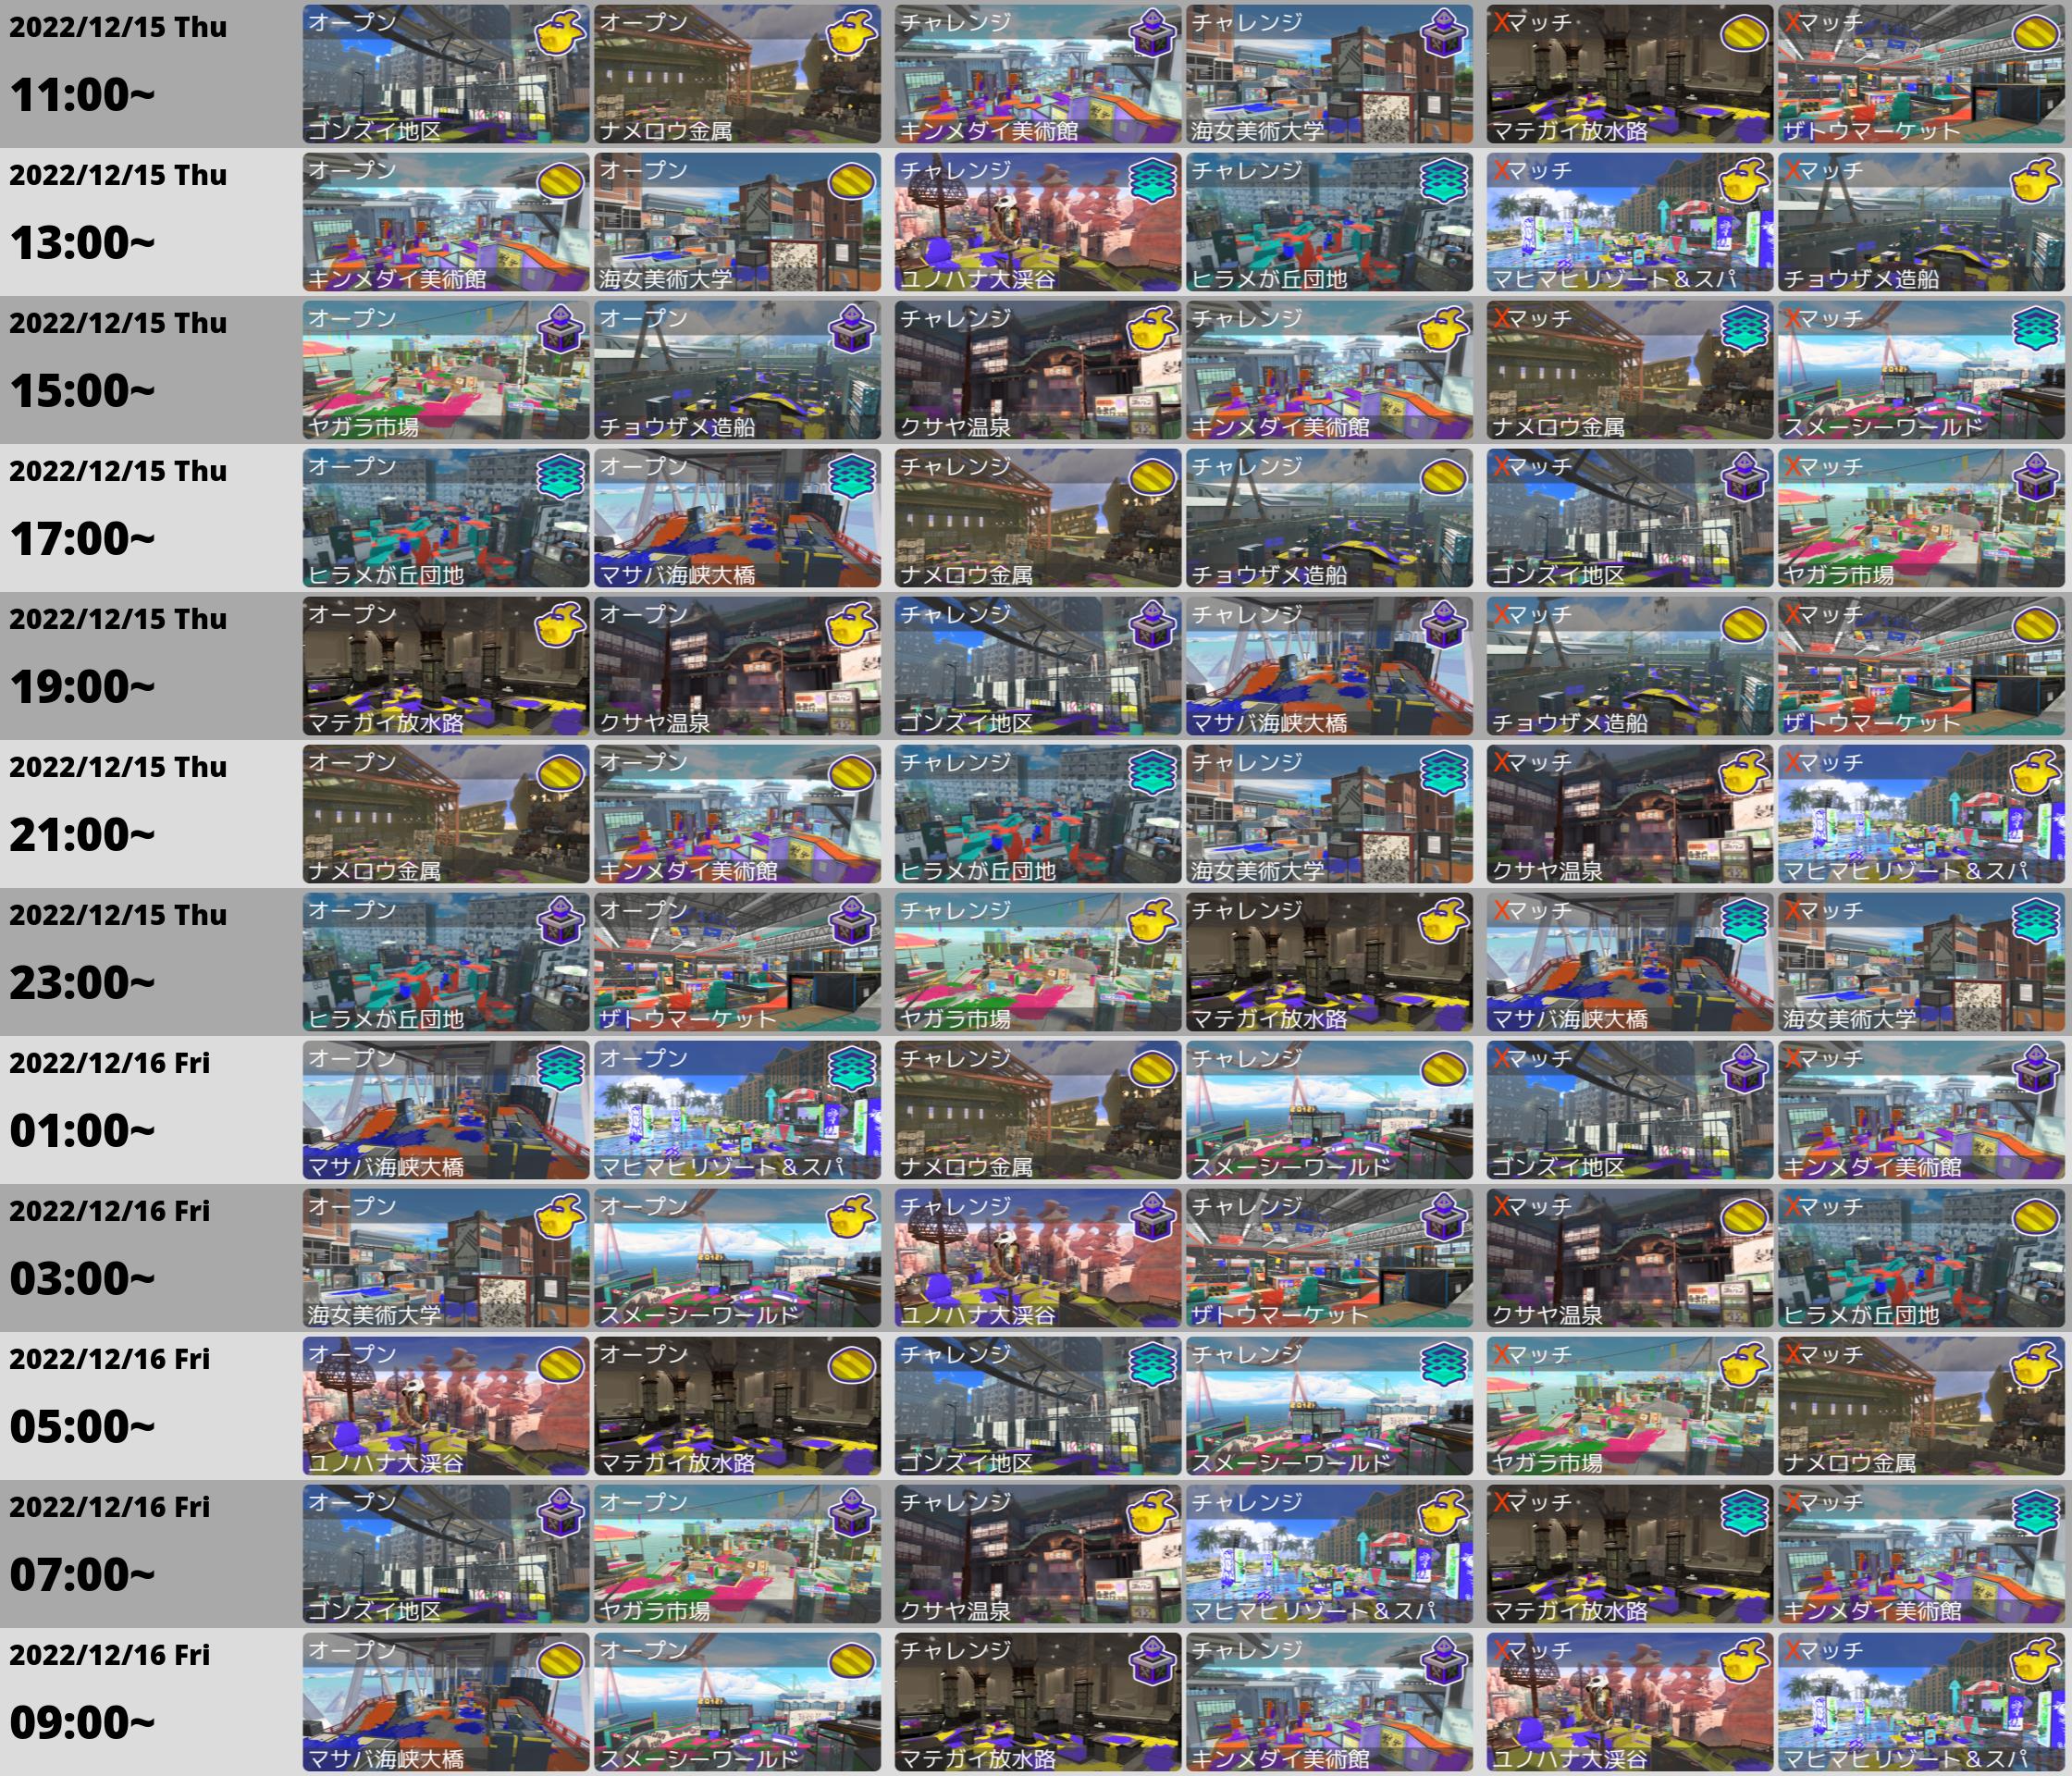 2022/12/15 Thu
11:00~
オープン
ゴンズイ地区
オープン
ナメロウ金属
チャレンジ
キンメダイ美術館
チャレンジ
海女美術大学
Xマッチ
マテガイ放水路
Xマッチ
ザトウマーケット
2022/12/15 Thu
13:00~
オープン
キンメダイ美術館
オープン
海女美術大学
チャレンジ
ユノハナ大渓谷
チャレンジ
ヒラメが丘団地
Xマッチ
マヒマヒリゾート＆スパ
Xマッチ
チョウザメ造船
2022/12/15 Thu
15:00~
オープン
ヤガラ市場
オープン
チョウザメ造船
チャレンジ
クサヤ温泉
チャレンジ
キンメダイ美術館
Xマッチ
ナメロウ金属
Xマッチ
スメーシーワールド
2022/12/15 Thu
17:00~
オープン
ヒラメが丘団地
オープン
マサバ海峡大橋
チャレンジ
ナメロウ金属
チャレンジ
チョウザメ造船
Xマッチ
ゴンズイ地区
Xマッチ
ヤガラ市場
2022/12/15 Thu
19:00~
オープン
マテガイ放水路
オープン
クサヤ温泉
チャレンジ
ゴンズイ地区
チャレンジ
マサバ海峡大橋
Xマッチ
チョウザメ造船
Xマッチ
ザトウマーケット
2022/12/15 Thu
21:00~
オープン
ナメロウ金属
オープン
キンメダイ美術館
チャレンジ
ヒラメが丘団地
チャレンジ
海女美術大学
Xマッチ
クサヤ温泉
Xマッチ
マヒマヒリゾート＆スパ
2022/12/15 Thu
23:00~
オープン
ヒラメが丘団地
オープン
ザトウマーケット
チャレンジ
ヤガラ市場
チャレンジ
マテガイ放水路
Xマッチ
マサバ海峡大橋
Xマッチ
海女美術大学
2022/12/16 Fri
01:00~
オープン
マサバ海峡大橋
オープン
マヒマヒリゾート＆スパ
チャレンジ
ナメロウ金属
チャレンジ
スメーシーワールド
Xマッチ
ゴンズイ地区
Xマッチ
キンメダイ美術館
2022/12/16 Fri
03:00~
オープン
海女美術大学
オープン
スメーシーワールド
チャレンジ
ユノハナ大渓谷
チャレンジ
ザトウマーケット
Xマッチ
クサヤ温泉
Xマッチ
ヒラメが丘団地
2022/12/16 Fri
05:00~
オープン
ユノハナ大渓谷
オープン
マテガイ放水路
チャレンジ
ゴンズイ地区
チャレンジ
スメーシーワールド
Xマッチ
ヤガラ市場
Xマッチ
ナメロウ金属
2022/12/16 Fri
07:00~
オープン
ゴンズイ地区
オープン
ヤガラ市場
チャレンジ
クサヤ温泉
チャレンジ
マヒマヒリゾート＆スパ
Xマッチ
マテガイ放水路
Xマッチ
キンメダイ美術館
2022/12/16 Fri
09:00~
オープン
マサバ海峡大橋
オープン
スメーシーワールド
チャレンジ
マテガイ放水路
チャレンジ
キンメダイ美術館
Xマッチ
ユノハナ大渓谷
Xマッチ
マヒマヒリゾート＆スパ